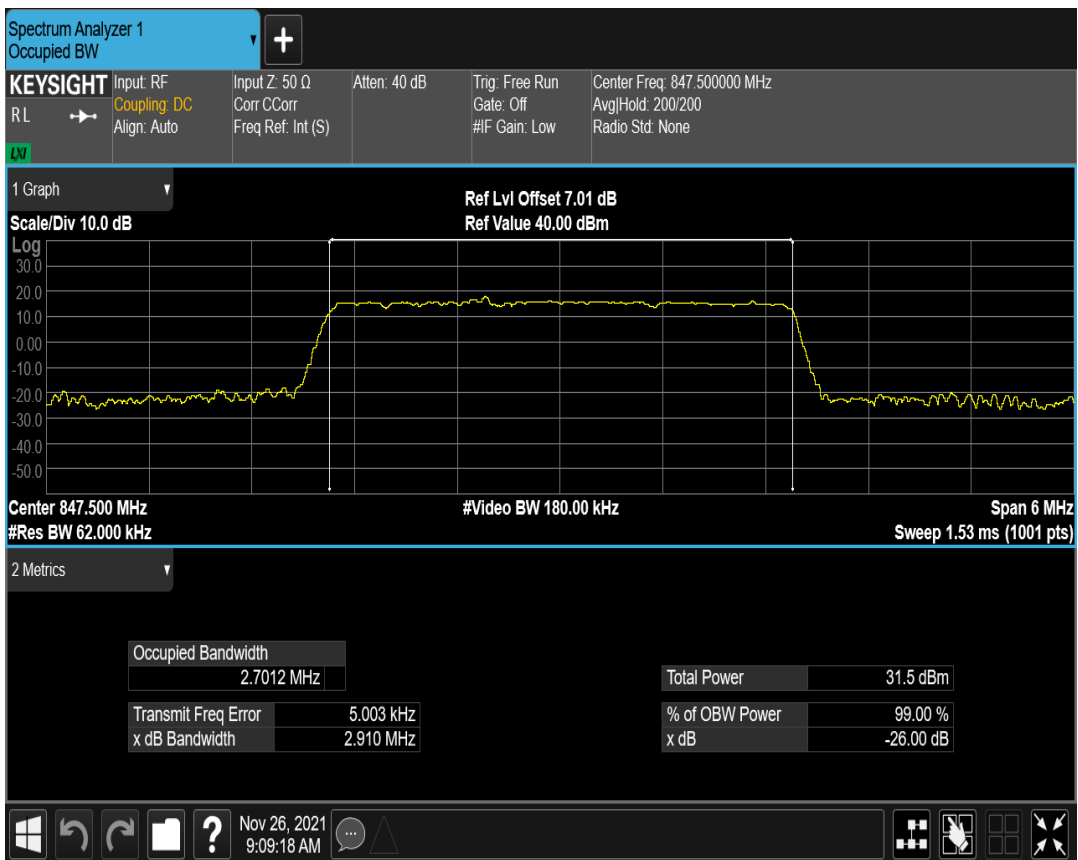 Spectrum Analyzer 1
Occupied BW
+
KEYSIGHT Input: RF Input Z: 50 Ω Atten: 40 dB Trig: Free Run Center Freq: 847.500000 MHz
RL Coupling: DC Corr CCorr Gate: Off Avg|Hold: 200/200
Align: Auto Freq Ref: Int (S) #IF Gain: Low Radio Std: None
LXI
1 Graph
Ref Lvl Offset 7.01 dB
Scale/Div 10.0 dB Ref Value 40.00 dBm
Log
30.0
20.0
10.0
0.00
-10.0
-20.0
-30.0
-40.0
-50.0
Center 847.500 MHz #Video BW 180.00 kHz Span 6 MHz
#Res BW 62.000 kHz Sweep 1.53 ms (1001 pts)
2 Metrics
Occupied Bandwidth
2.7012 MHz Total Power 31.5 dBm
Transmit Freq Error 5.003 kHz % of OBW Power 99.00 %
x dB Bandwidth 2.910 MHz x dB -26.00 dB
? Nov 26, 2021
9:09:18 AM